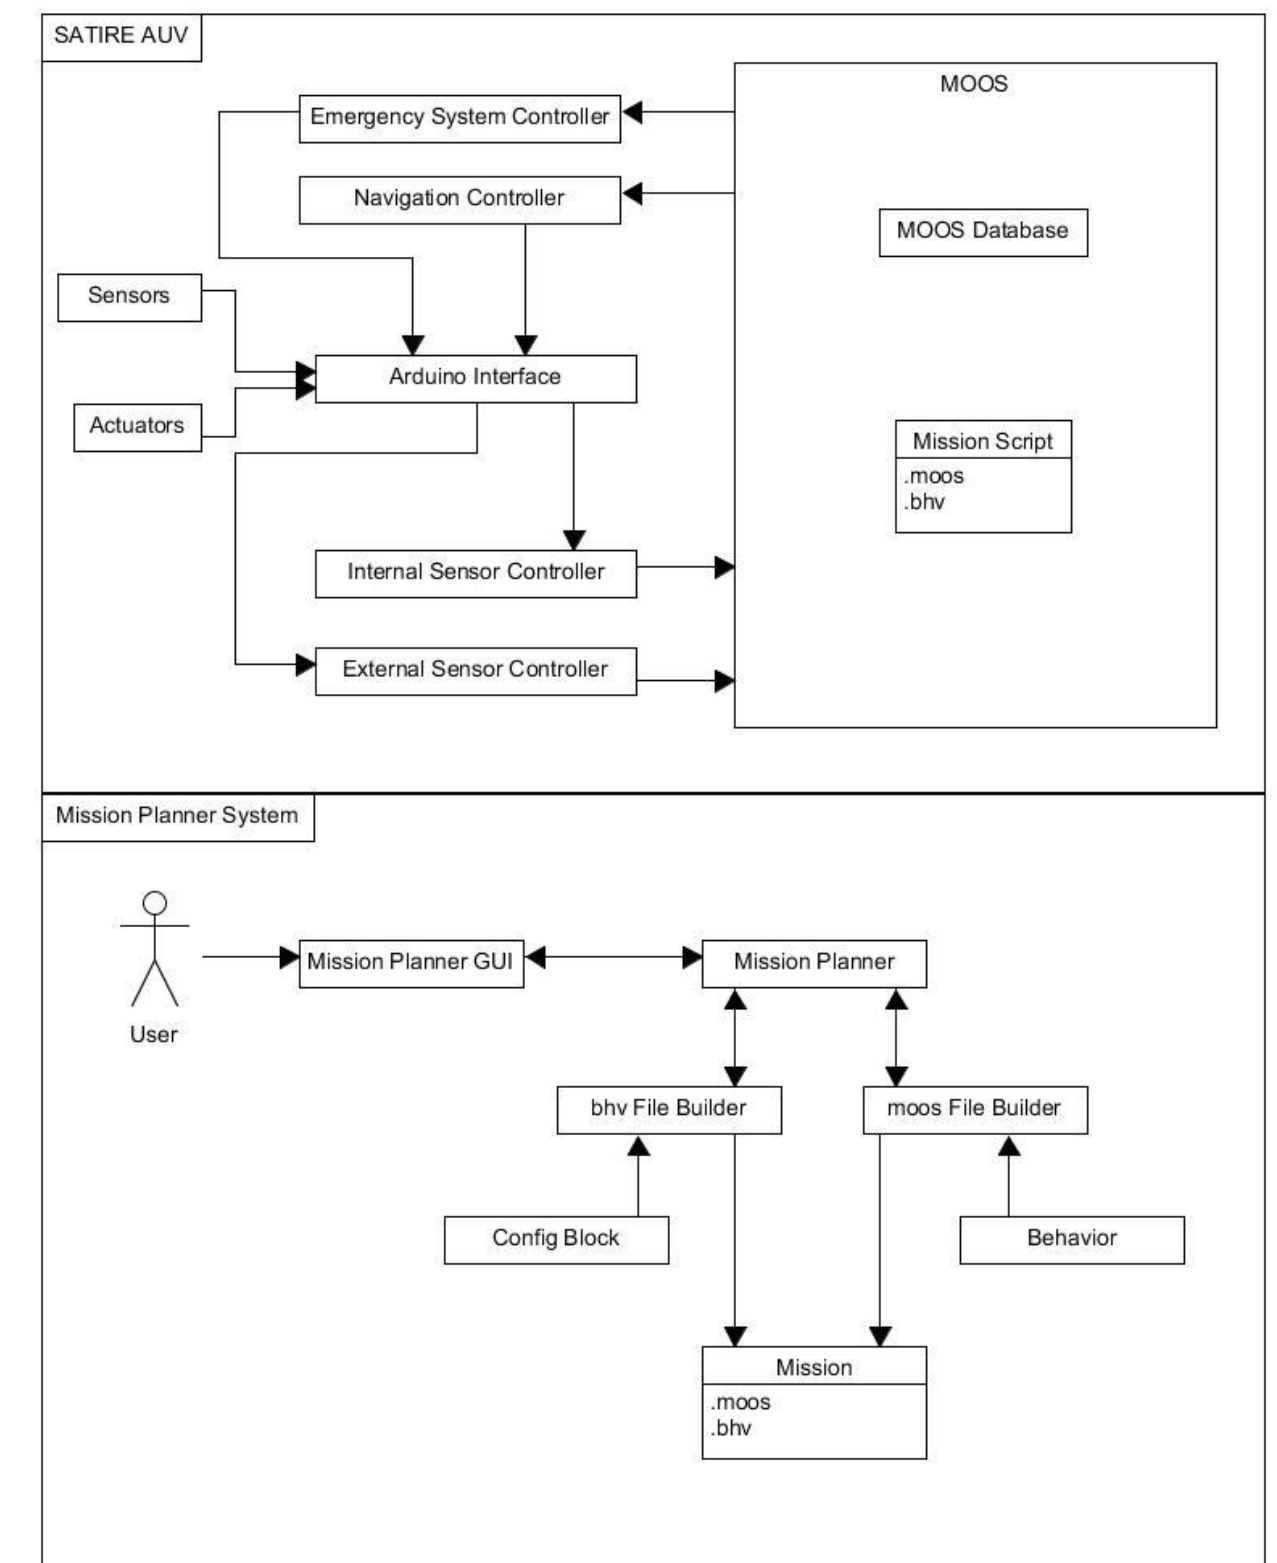 SATIRE AUV
MOOS
Emergency System Controller
Navigation Controller
MOOS Database
Sensors
Arduino Interface
Actuators
Mission Script
.moos
.bhv
Internal Sensor Controller
External Sensor Controller
Mission Planner System
Mission Planner GUI
Mission Planner
User
bhv File Builder
moos File Builder
Config Block
Behavior
Mission
.moos
.bhv